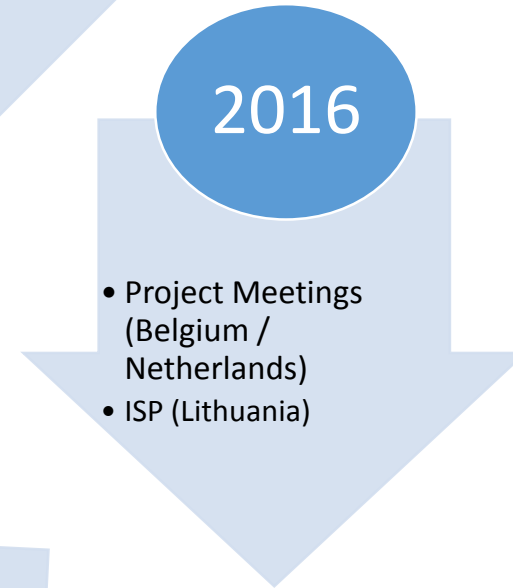 2016
• Project Meetings
(Belgium /
Netherlands)
• ISP (Lithuania)